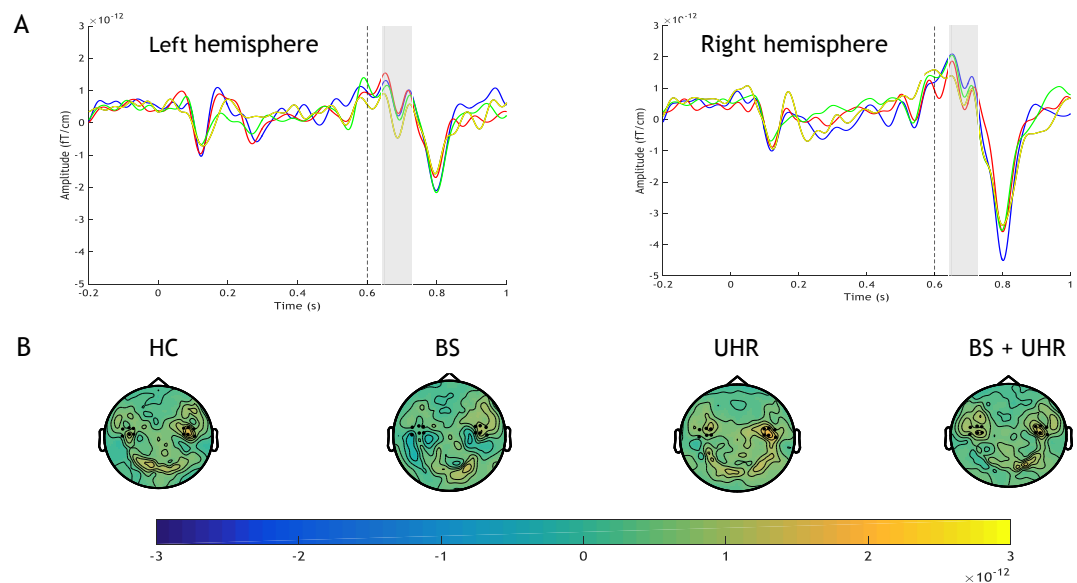 A
×10⁻¹²
Left hemisphere
3
2
1
0
-1
-2
-3
-4
-5
Amplitude (fT/cm)
-0.2 0 0.2 0.4 0.6 0.8 1
Time (s)
×10⁻¹²
Right hemisphere
3
2
1
0
-1
-2
-3
-4
-5
Amplitude (fT/cm)
-0.2 0 0.2 0.4 0.6 0.8 1
Time (s)
B
HC BS UHR BS + UHR
-3 -2 -1 0 1 2 3
×10⁻¹²